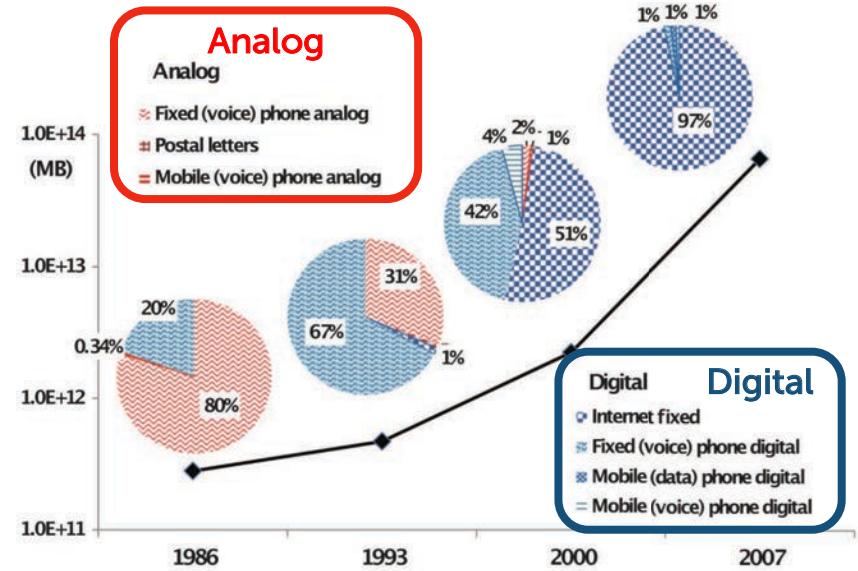 Analog
Analog
Fixed (voice) phone analog
Postal letters
Mobile (voice) phone analog
1% 1% 1%
97%
1.0E+14
(MB)
4% 2% 1%
42%
51%
1.0E+13
31%
67%
1%
20%
0.34%
80%
1.0E+12
Digital Digital
Internet fixed
Fixed (voice) phone digital
Mobile (data) phone digital
Mobile (voice) phone digital
1.0E+11
1986 1993 2000 2007